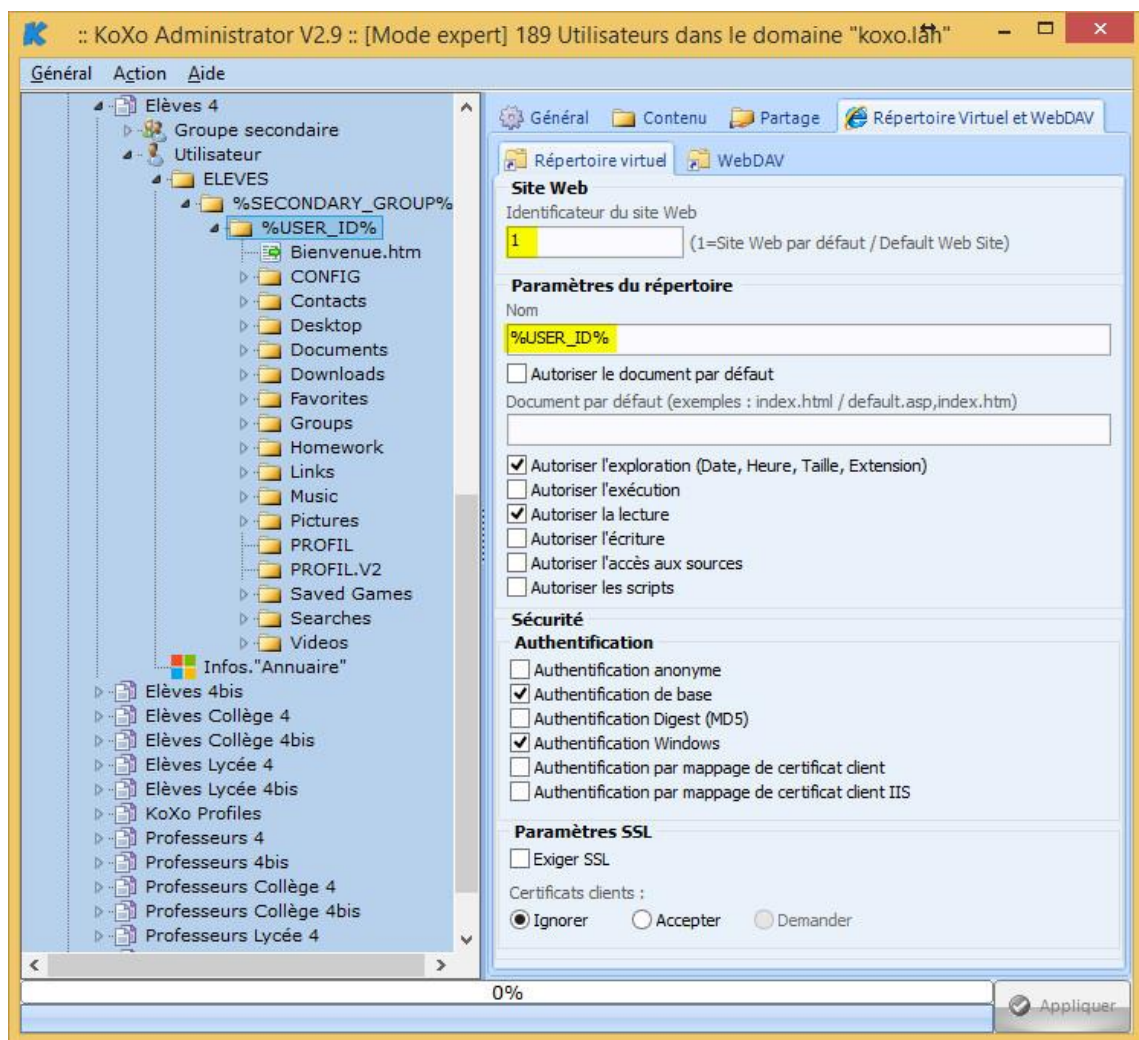 :: KoXo Administrator V2.9 :: [Mode expert] 189 Utilisateurs dans le domaine "koxo.lan"
Général Action Aide
Elèves 4
Groupe secondaire
Utilisateur
ELEVES
%SECONDARY_GROUP%
%USER_ID%
Bienvenue.htm
CONFIG
Contacts
Desktop
Documents
Downloads
Favorites
Groups
Homework
Links
Music
Pictures
PROFIL
PROFIL.V2
Saved Games
Searches
Videos
Infos."Annuaire"
Elèves 4bis
Elèves Collège 4
Elèves Collège 4bis
Elèves Lycée 4
Elèves Lycée 4bis
KoXo Profiles
Professeurs 4
Professeurs 4bis
Professeurs Collège 4
Professeurs Collège 4bis
Professeurs Lycée 4
Général Contenu Partage Répertoire Virtuel et WebDAV
Répertoire virtuel WebDAV
Site Web
Identificateur du site Web
1 (1=Site Web par défaut / Default Web Site)
Paramètres du répertoire
Nom
%USER_ID%
Autoriser le document par défaut
Document par défaut (exemples : index.html / default.asp,index.htm)
Autoriser l'exploration (Date, Heure, Taille, Extension)
Autoriser l'exécution
Autoriser la lecture
Autoriser l'écriture
Autoriser l'accès aux sources
Autoriser les scripts
Sécurité
Authentification
Authentification anonyme
Authentification de base
Authentification Digest (MD5)
Authentification Windows
Authentification par mappage de certificat client
Authentification par mappage de certificat client IIS
Paramètres SSL
Exiger SSL
Certificats clients :
Ignorer Accepter Demander
0%
Appliquer